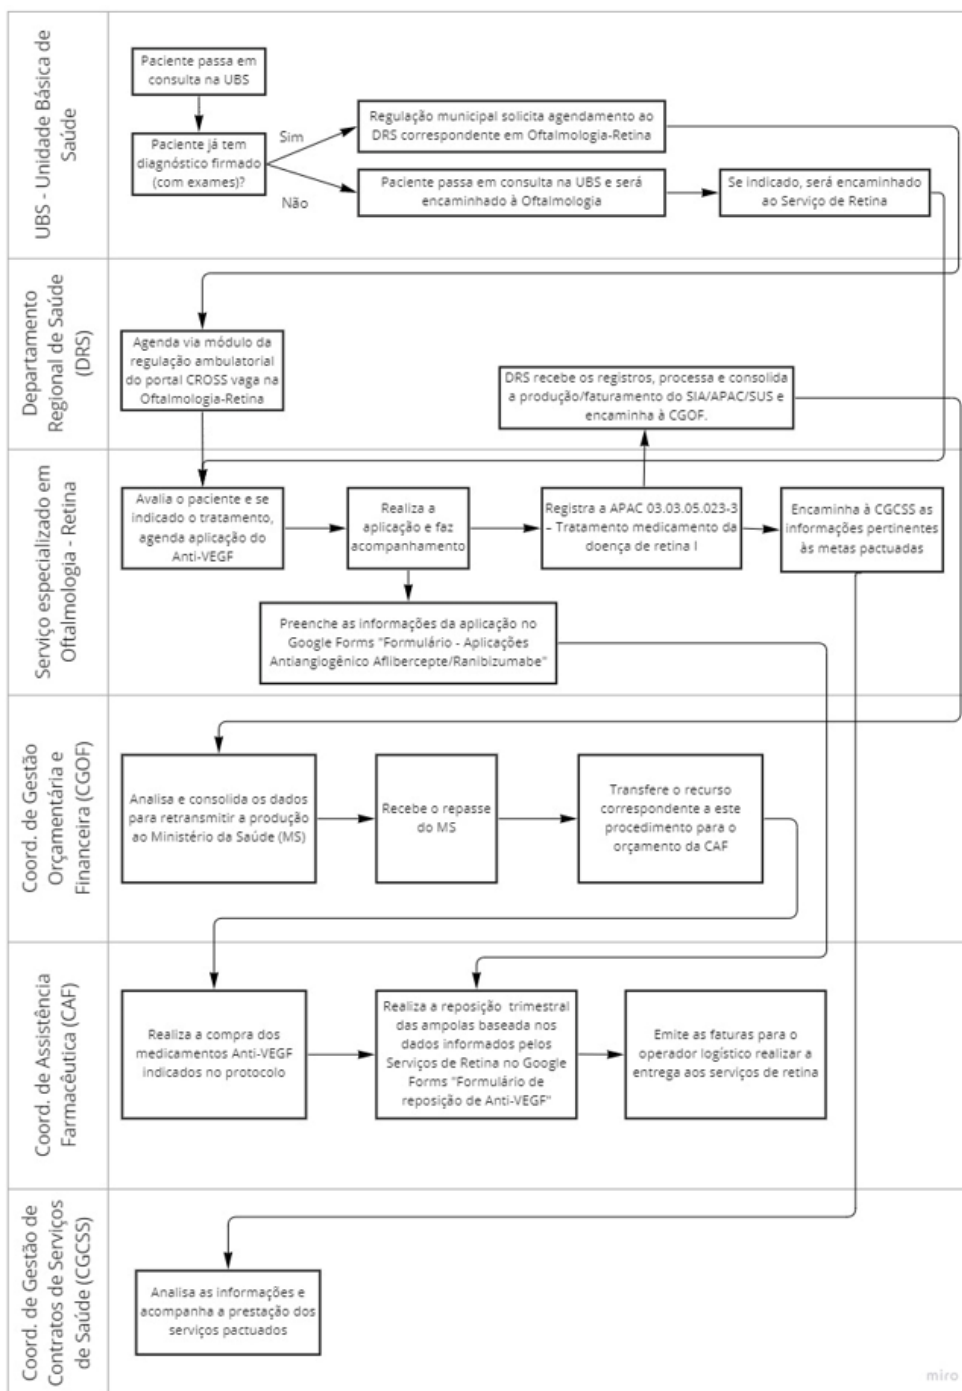 UBS - Unidade Básica de
Saúde
Paciente passa em
consulta na UBS
Paciente já tem
diagnóstico firmado
(com exames)?
Sim
Não
Regulação municipal solicita agendamento ao
DRS correspondente em Oftalmologia-Retina
Paciente passa em consulta na UBS e será
encaminhado à Oftalmologia
Se indicado, será encaminhado
ao Serviço de Retina
Departamento
Regional de Saúde
(DRS)
Agenda via módulo da
regulação ambulatorial
do portal CROSS vaga na
Oftalmologia-Retina
DRS recebe os registros, processa e consolida
a produção/faturamento do SIA/APAC/SUS e
encaminha à CGOF.
Serviço especializado em
Oftalmologia - Retina
Avalia o paciente e se
indicado o tratamento,
agenda aplicação do
Anti-VEGF
Realiza a
aplicação e faz
acompanhamento
Registra a APAC 03.03.05.023-3
– Tratamento medicamento da
doença de retina I
Encaminha à CGCSS as
informações pertinentes
às metas pactuadas
Preenche as informações da aplicação no
Google Forms "Formulário - Aplicações
Antiangiogênico Aflibercepte/Ranibizumabe"
Coord. de Gestão
Orçamentária e
Financeira (CGOF)
Analisa e consolida os dados
para retransmitir a produção
ao Ministério da Saúde (MS)
Recebe o repasse
do MS
Transfere o recurso
correspondente a este
procedimento para o
orçamento da CAF
Coord. de Assistência
Farmacêutica (CAF)
Realiza a compra dos
medicamentos Anti-VEGF
indicados no protocolo
Realiza a reposição trimestral
das ampolas baseada nos
dados informados pelos
Serviços de Retina no Google
Forms "Formulário de
reposição de Anti-VEGF"
Emite as faturas para o
operador logístico realizar a
entrega aos serviços de retina
Coord. de Gestão de
Contratos de Serviços
de Saúde (CGCSS)
Analisa as informações e
acompanha a prestação dos
serviços pactuados
miro